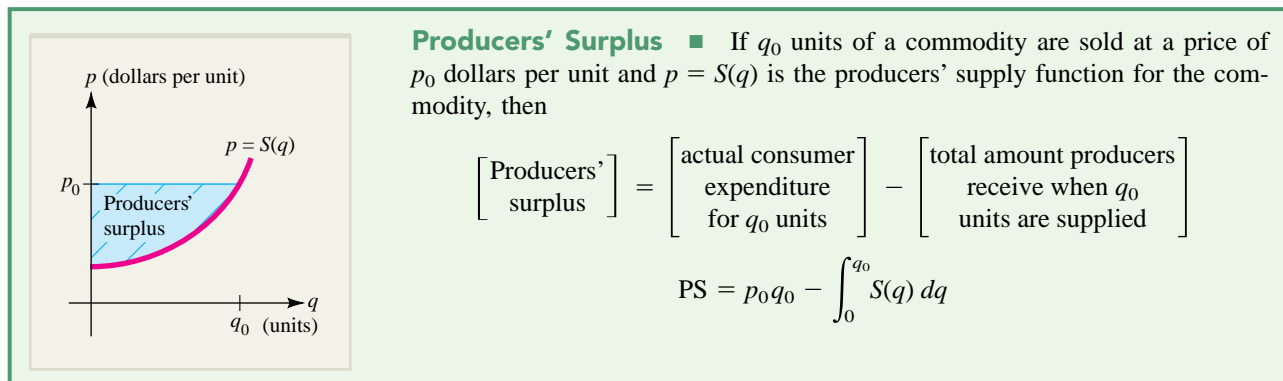 p (dollars per unit)
p = S(q)
p₀
Producers'
surplus
q
q₀ (units)
Producers' Surplus ■ If q₀ units of a commodity are sold at a price of
p₀ dollars per unit and p = S(q) is the producers' supply function for the com-
modity, then
[Producers' surplus] = [actual consumer expenditure for q₀ units] − [total amount producers receive when q₀ units are supplied]
PS = p₀q₀ − ∫₀^q₀ S(q) dq